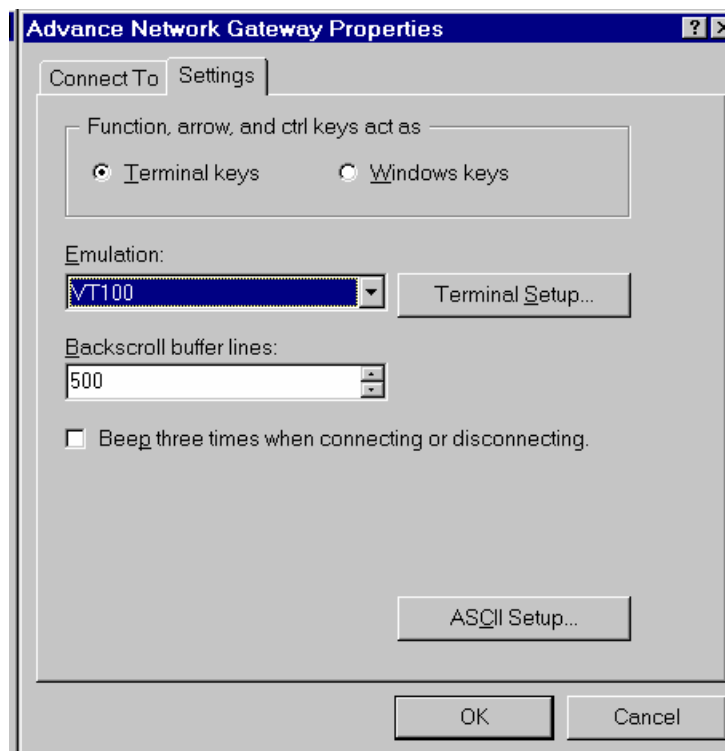 Advance Network Gateway Properties
Connect To Settings
Function, arrow, and ctrl keys act as
Terminal keys Windows keys
Emulation:
VT100 Terminal Setup...
Backscroll buffer lines:
500
Beep three times when connecting or disconnecting.
ASCII Setup...
OK Cancel